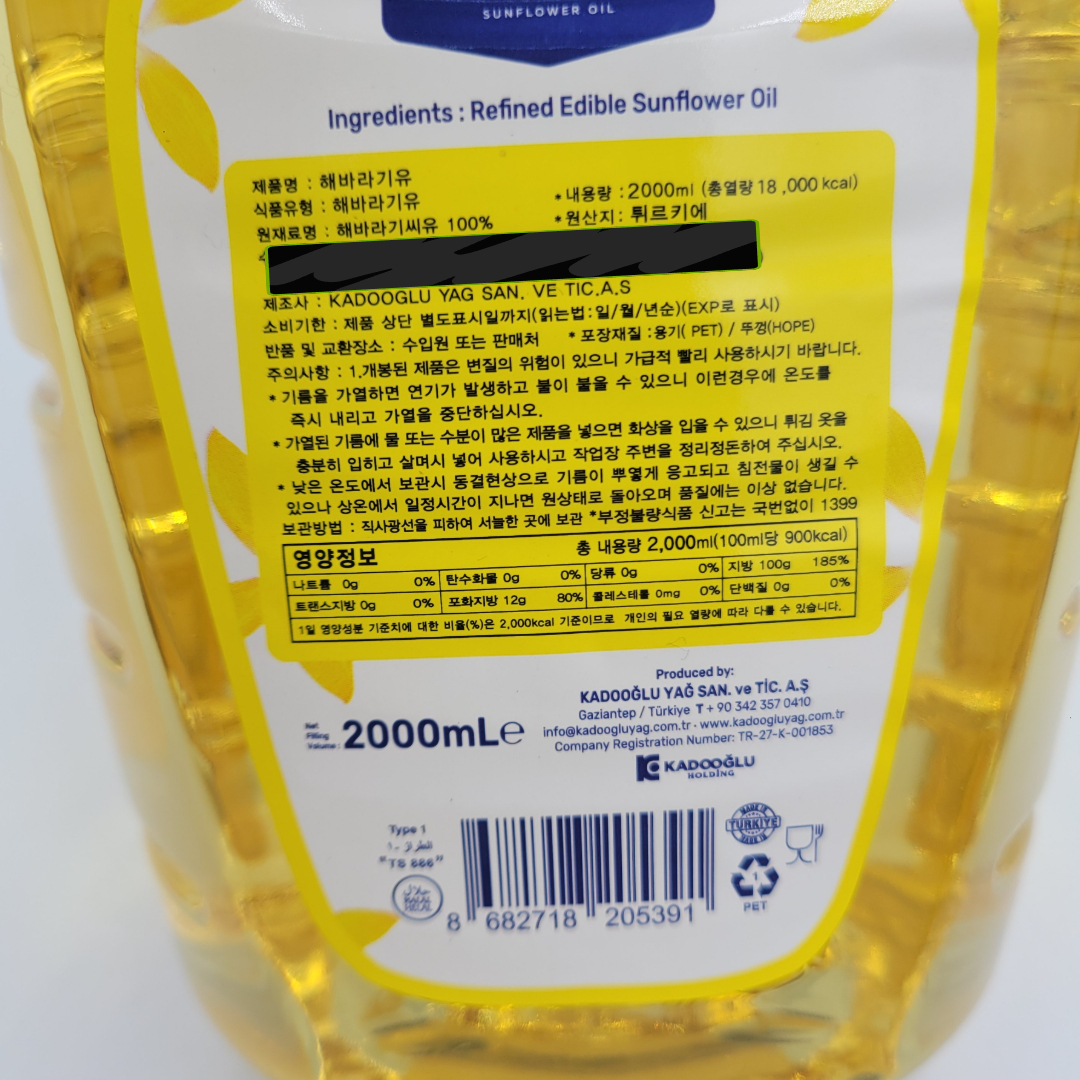 SUNFLOWER OIL
Ingredients : Refined Edible Sunflower Oil
제품명 : 해바라기유
식품유형 : 해바라기유
*내용량 : 2000ml (총열량 18,000 kcal)
원재료명 : 해바라기씨유 100%
*원산지 : 튀르키에
제조사 : KADOOGLU YAG SAN. VE TIC.A.S
소비기한 : 제품 상단 별도표시일까지(읽는법:일/월/년순)(EXP로 표시)
반품 및 교환장소 : 수입원 또는 판매처 * 포장재질 :용기( PET) / 뚜껑(HOPE)
주의사항 : 1.개봉된 제품은 변질의 위험이 있으니 가급적 빨리 사용하시기 바랍니다.
* 기름을 가열하면 연기가 발생하고 불이 붙을 수 있으니 이런경우에 온도를
즉시 내리고 가열을 중단하십시오.
* 가열된 기름에 물 또는 수분이 많은 제품을 넣으면 화상을 입을 수 있으니 튀김 옷을
충분히 입히고 살며시 넣어 사용하시고 작업장 주변을 정리정돈하여 주십시오.
* 낮은 온도에서 보관시 동결현상으로 기름이 뿌옇게 응고되고 침전물이 생길 수
있으나 상온에서 일정시간이 지나면 원상태로 돌아오며 품질에는 이상 없습니다.
보관방법 : 직사광선을 피하여 서늘한 곳에 보관 *부정불량식품 신고는 국번없이 1399
영양정보 총 내용량 2,000ml(100ml당 900kcal)
나트륨 0g 0% 탄수화물 0g 0% 당류 0g 0% 지방 100g 185%
트랜스지방 0g 0% 포화지방 12g 80% 콜레스테롤 0mg 0% 단백질 0g 0%
1일 영양성분 기준치에 대한 비율(%)은 2,000kcal 기준이므로 개인의 필요 열량에 따라 다를 수 있습니다.
Produced by:
KADOOĞLU YAĞ SAN. ve TİC. A.Ş
Gaziantep / Türkiye T + 90 342 357 0410
info@kadoogluyag.com.tr . www.kadoogluyag.com.tr
Company Registration Number: TR-27-K-001853
Net
Filling
Volume :
2000mL℮
KADOOĞLU
HOLDİNG
Type 1
الطراز ١٠
"TS 886"
حلال
HALAL
HELAL
8 682718 205391
MADE IN
TÜRKİYE
MADE IN
1
PET